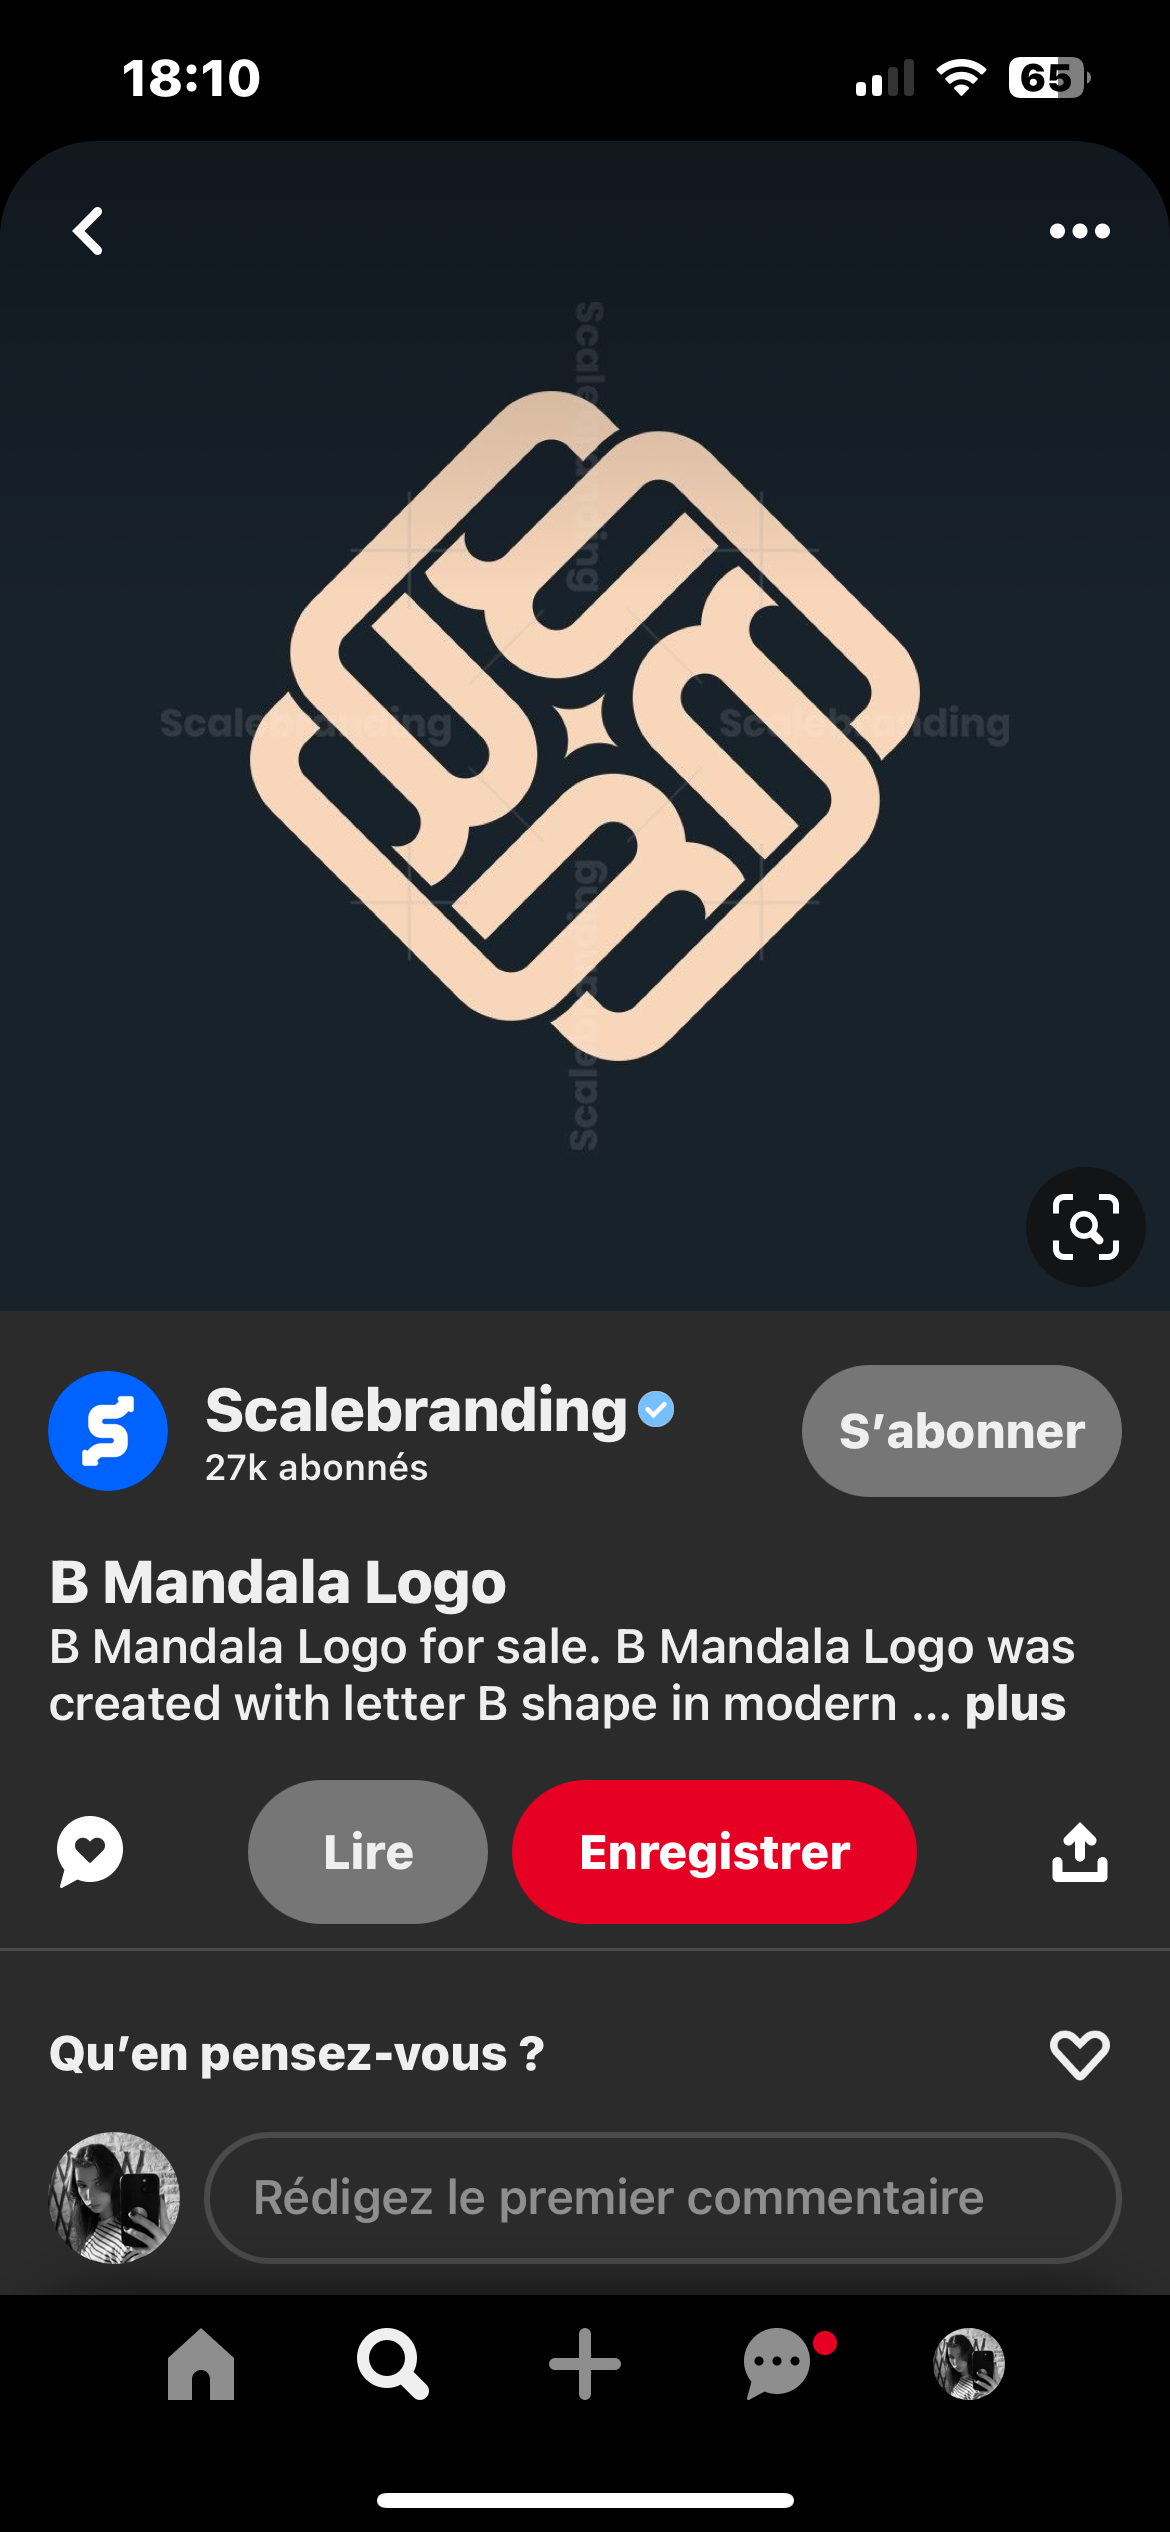 18:10
65
Scalebranding
Scalebranding
Scalebranding
Scalebranding
Scalebranding
27k abonnés
S’abonner
B Mandala Logo
B Mandala Logo for sale. B Mandala Logo was
created with letter B shape in modern ... plus
Lire
Enregistrer
Qu’en pensez-vous ?
Rédigez le premier commentaire